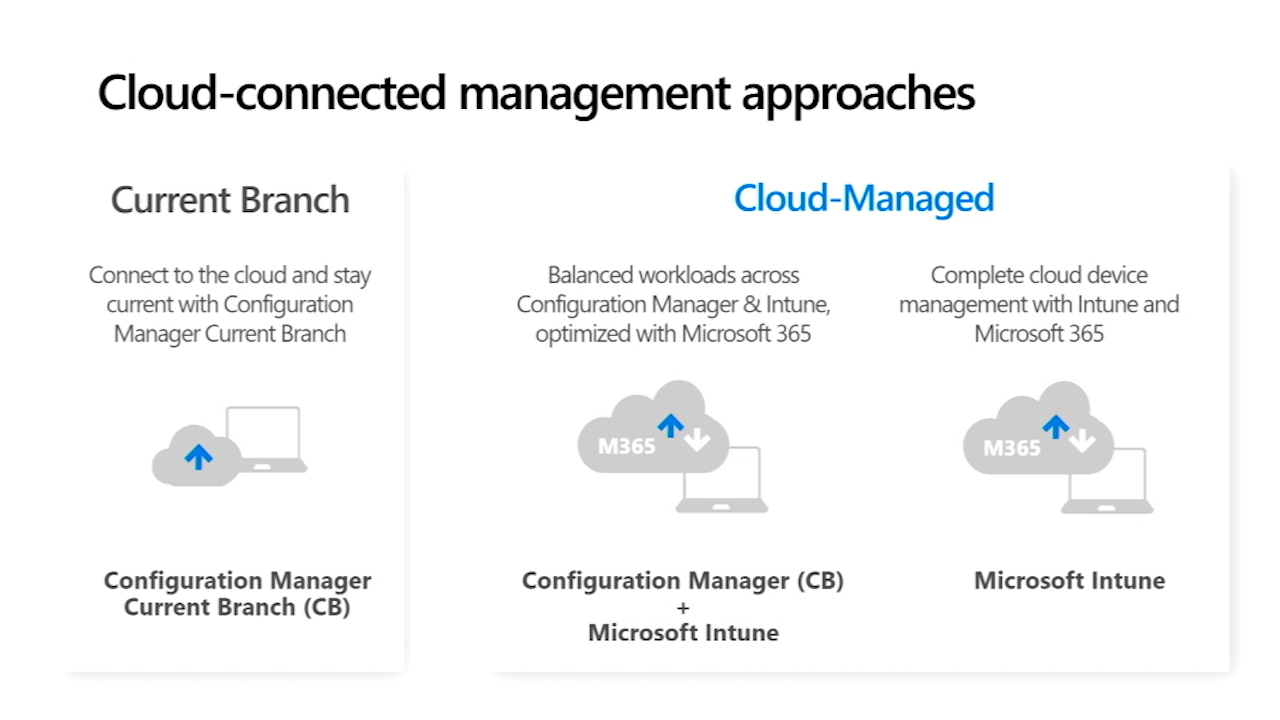 Cloud-connected management approaches
Current Branch
Connect to the cloud and stay
current with Configuration
Manager Current Branch
Configuration Manager
Current Branch (CB)
Cloud-Managed
Balanced workloads across
Configuration Manager & Intune,
optimized with Microsoft 365
M365
Configuration Manager (CB)
+
Microsoft Intune
Complete cloud device
management with Intune and
Microsoft 365
M365
Microsoft Intune